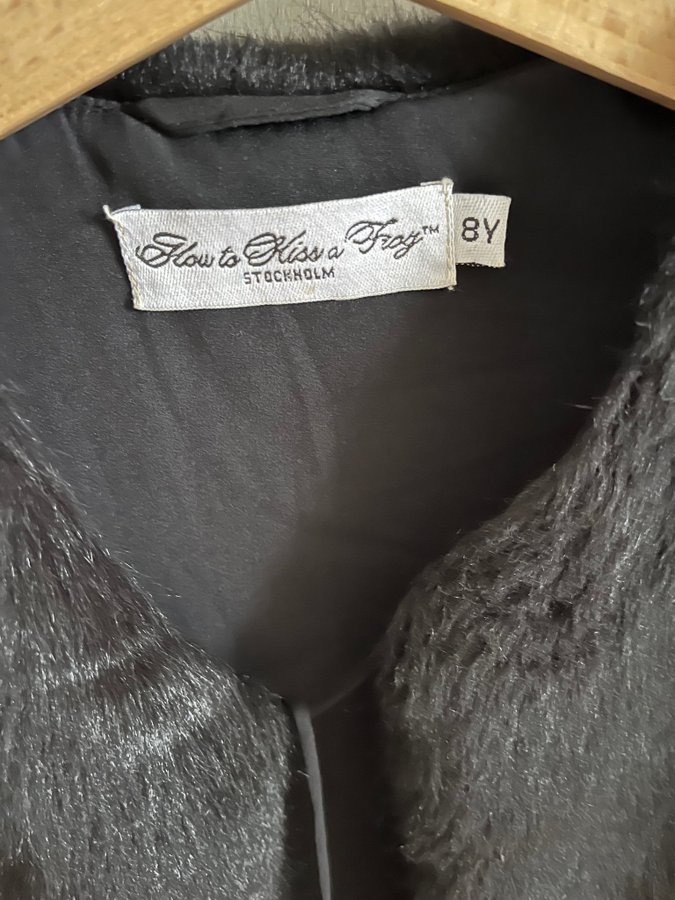 How to Kiss a Frog™
STOCKHOLM
8Y